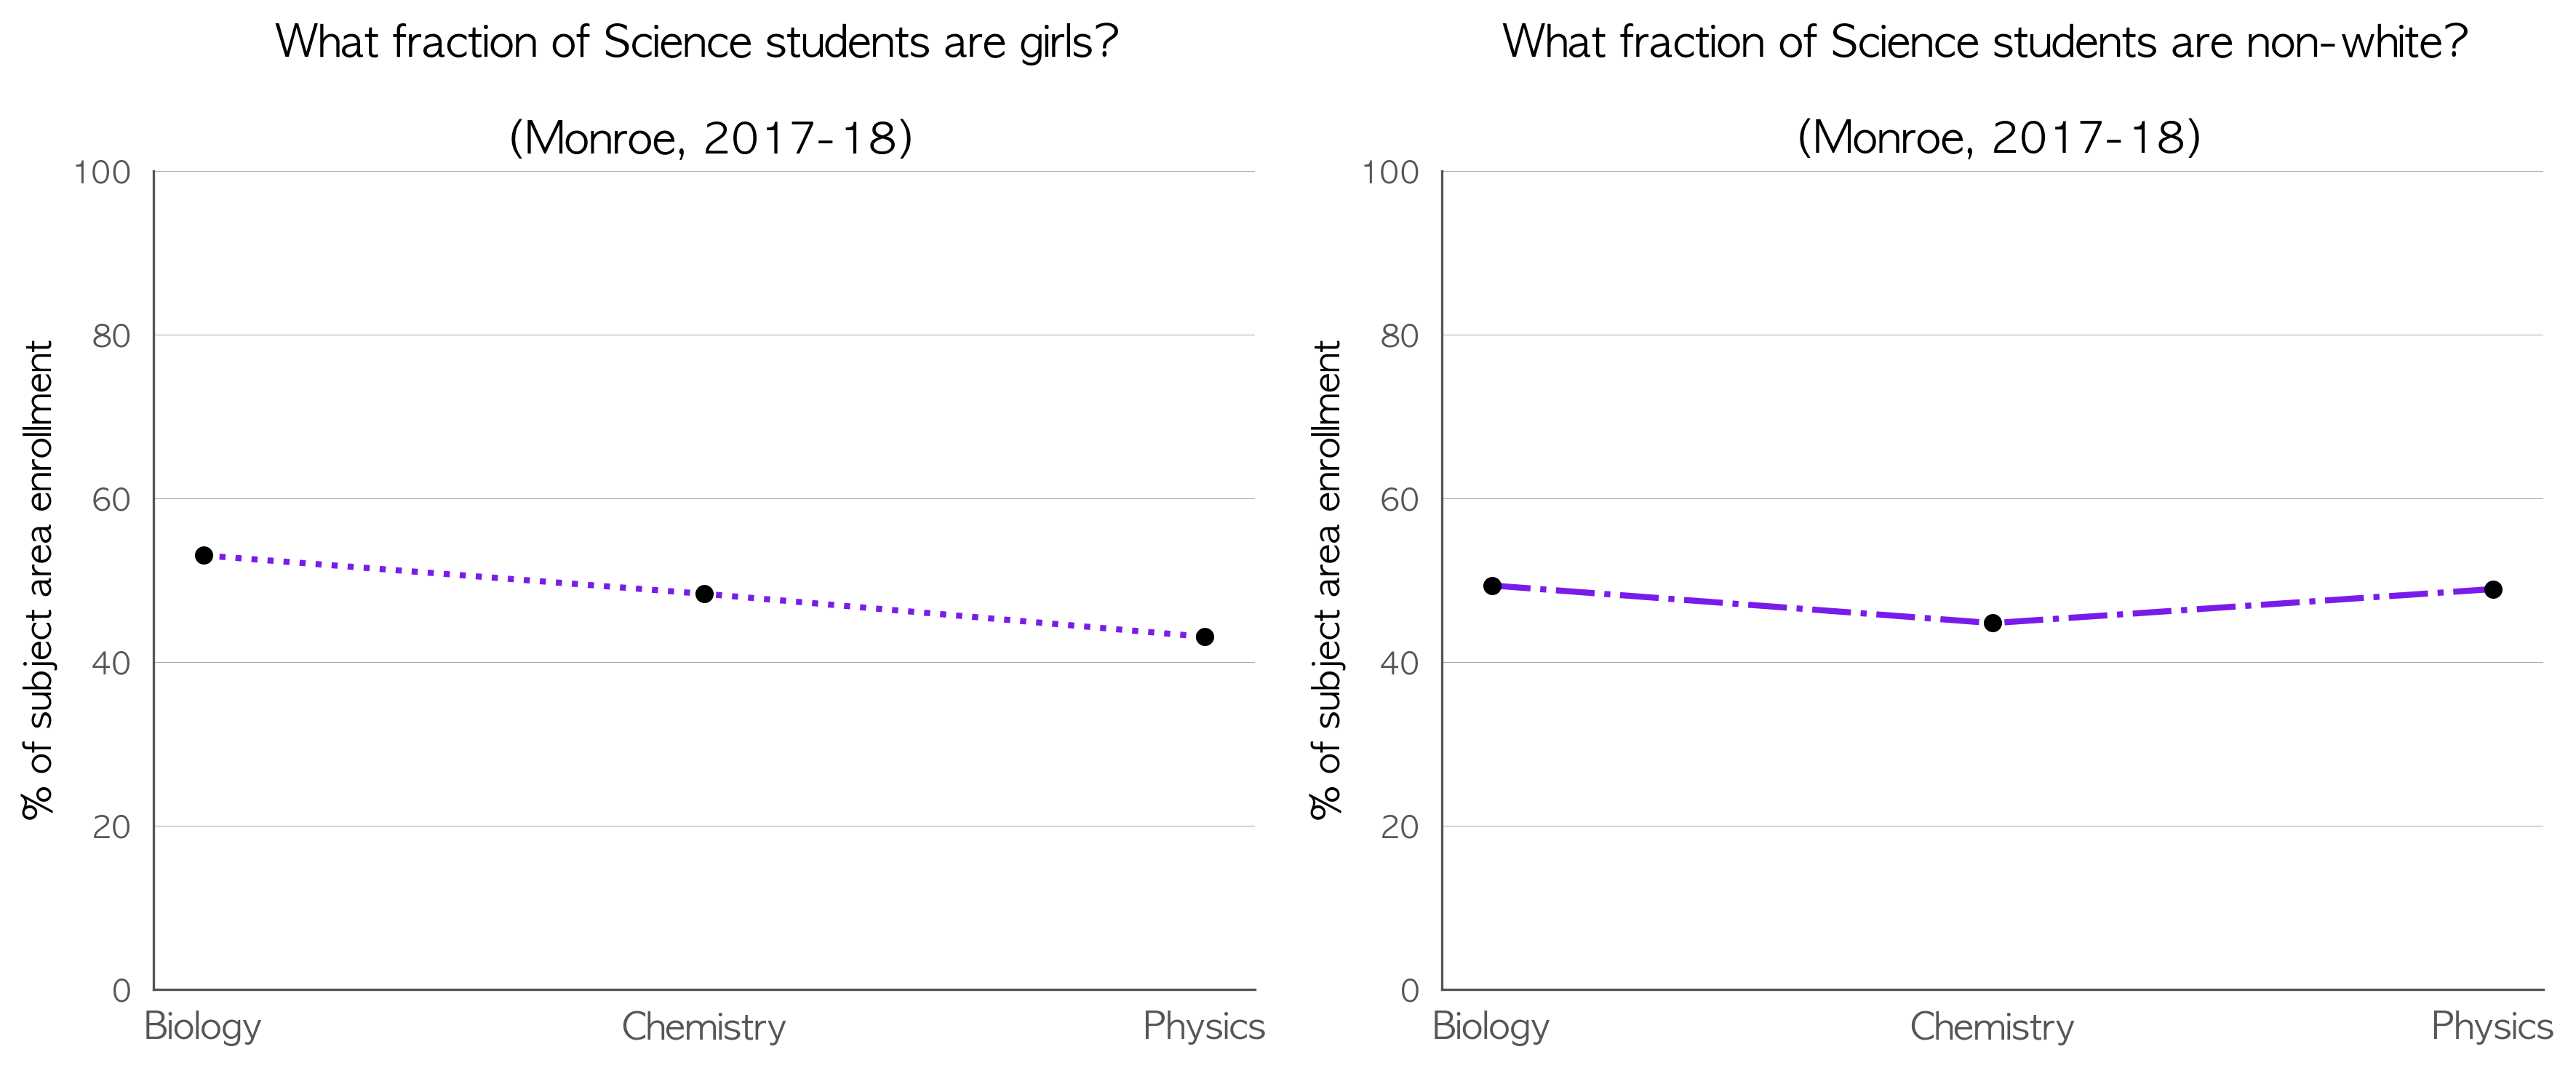 What fraction of Science students are girls?
(Monroe, 2017-18)
% of subject area enrollment
100
80
60
40
20
0
Biology
Chemistry
Physics
What fraction of Science students are non-white?
(Monroe, 2017-18)
% of subject area enrollment
100
80
60
40
20
0
Biology
Chemistry
Physics